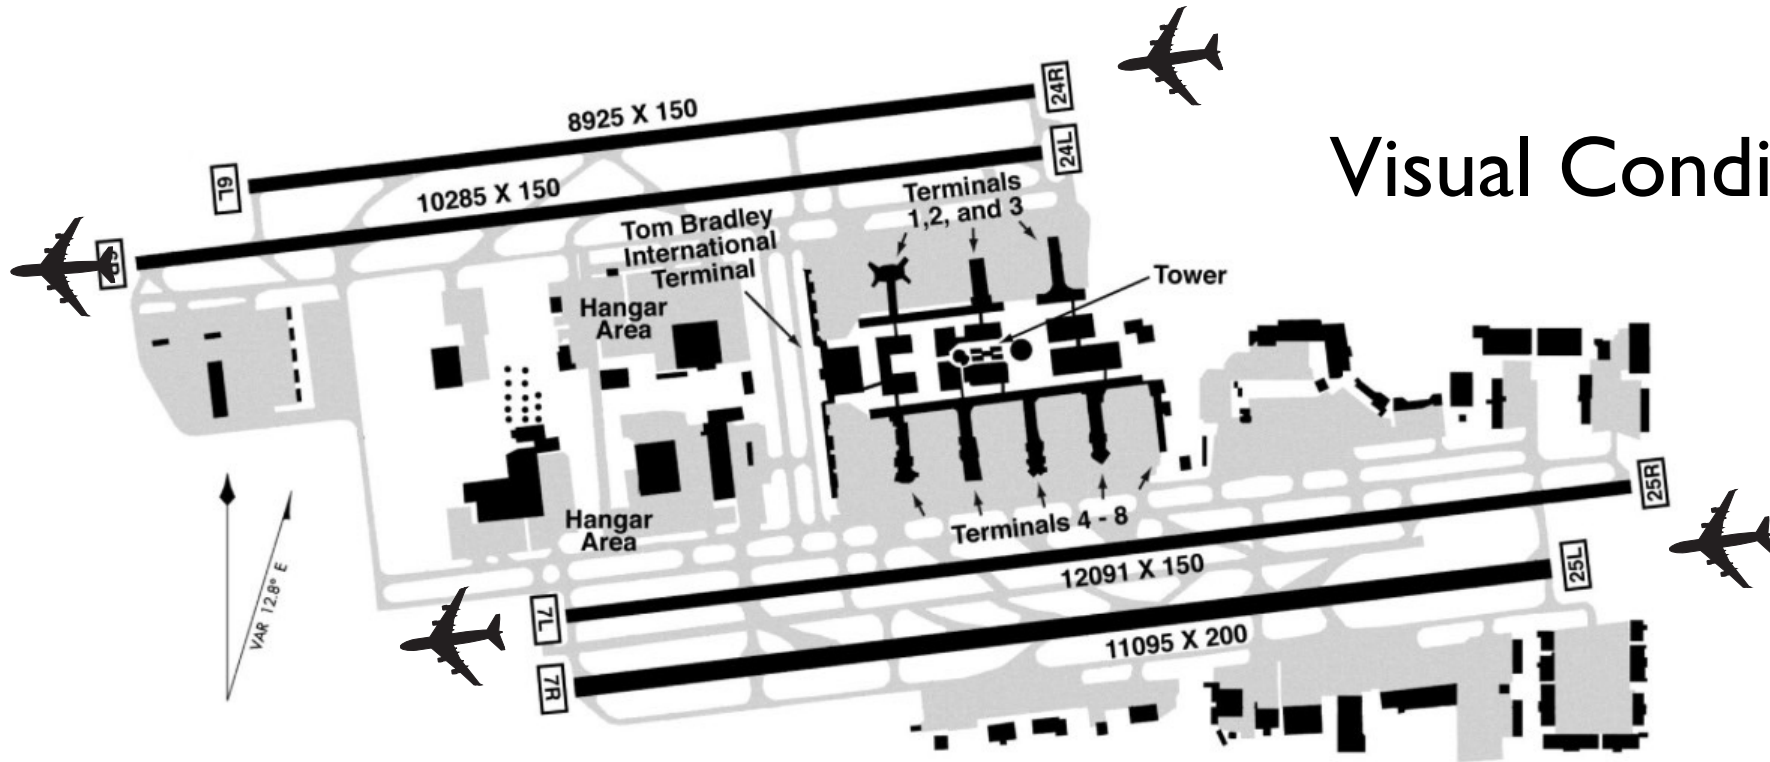 24R
8925 X 150
24L
Visual Condi
6L
10285 X 150
Terminals
1,2, and 3
Tom Bradley
International
Terminal
Tower
Hangar
Area
25R
Hangar
Area
Terminals 4 - 8
VAR 12.8° E
12091 X 150
25L
7L
11095 X 200
7R